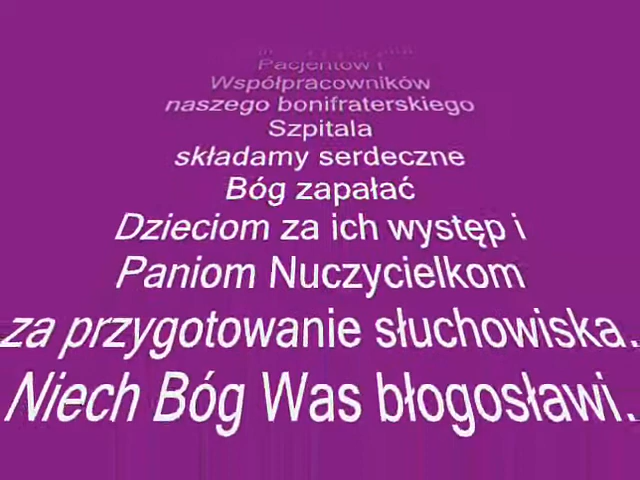 Pacjentów i
Współpracowników
naszego bonifraterskiego
Szpitala
składamy serdeczne
Bóg zapałać
Dzieciom za ich występ i
Paniom Nuczycielkom
za przygotowanie słuchowiska.
Niech Bóg Was błogosławi.